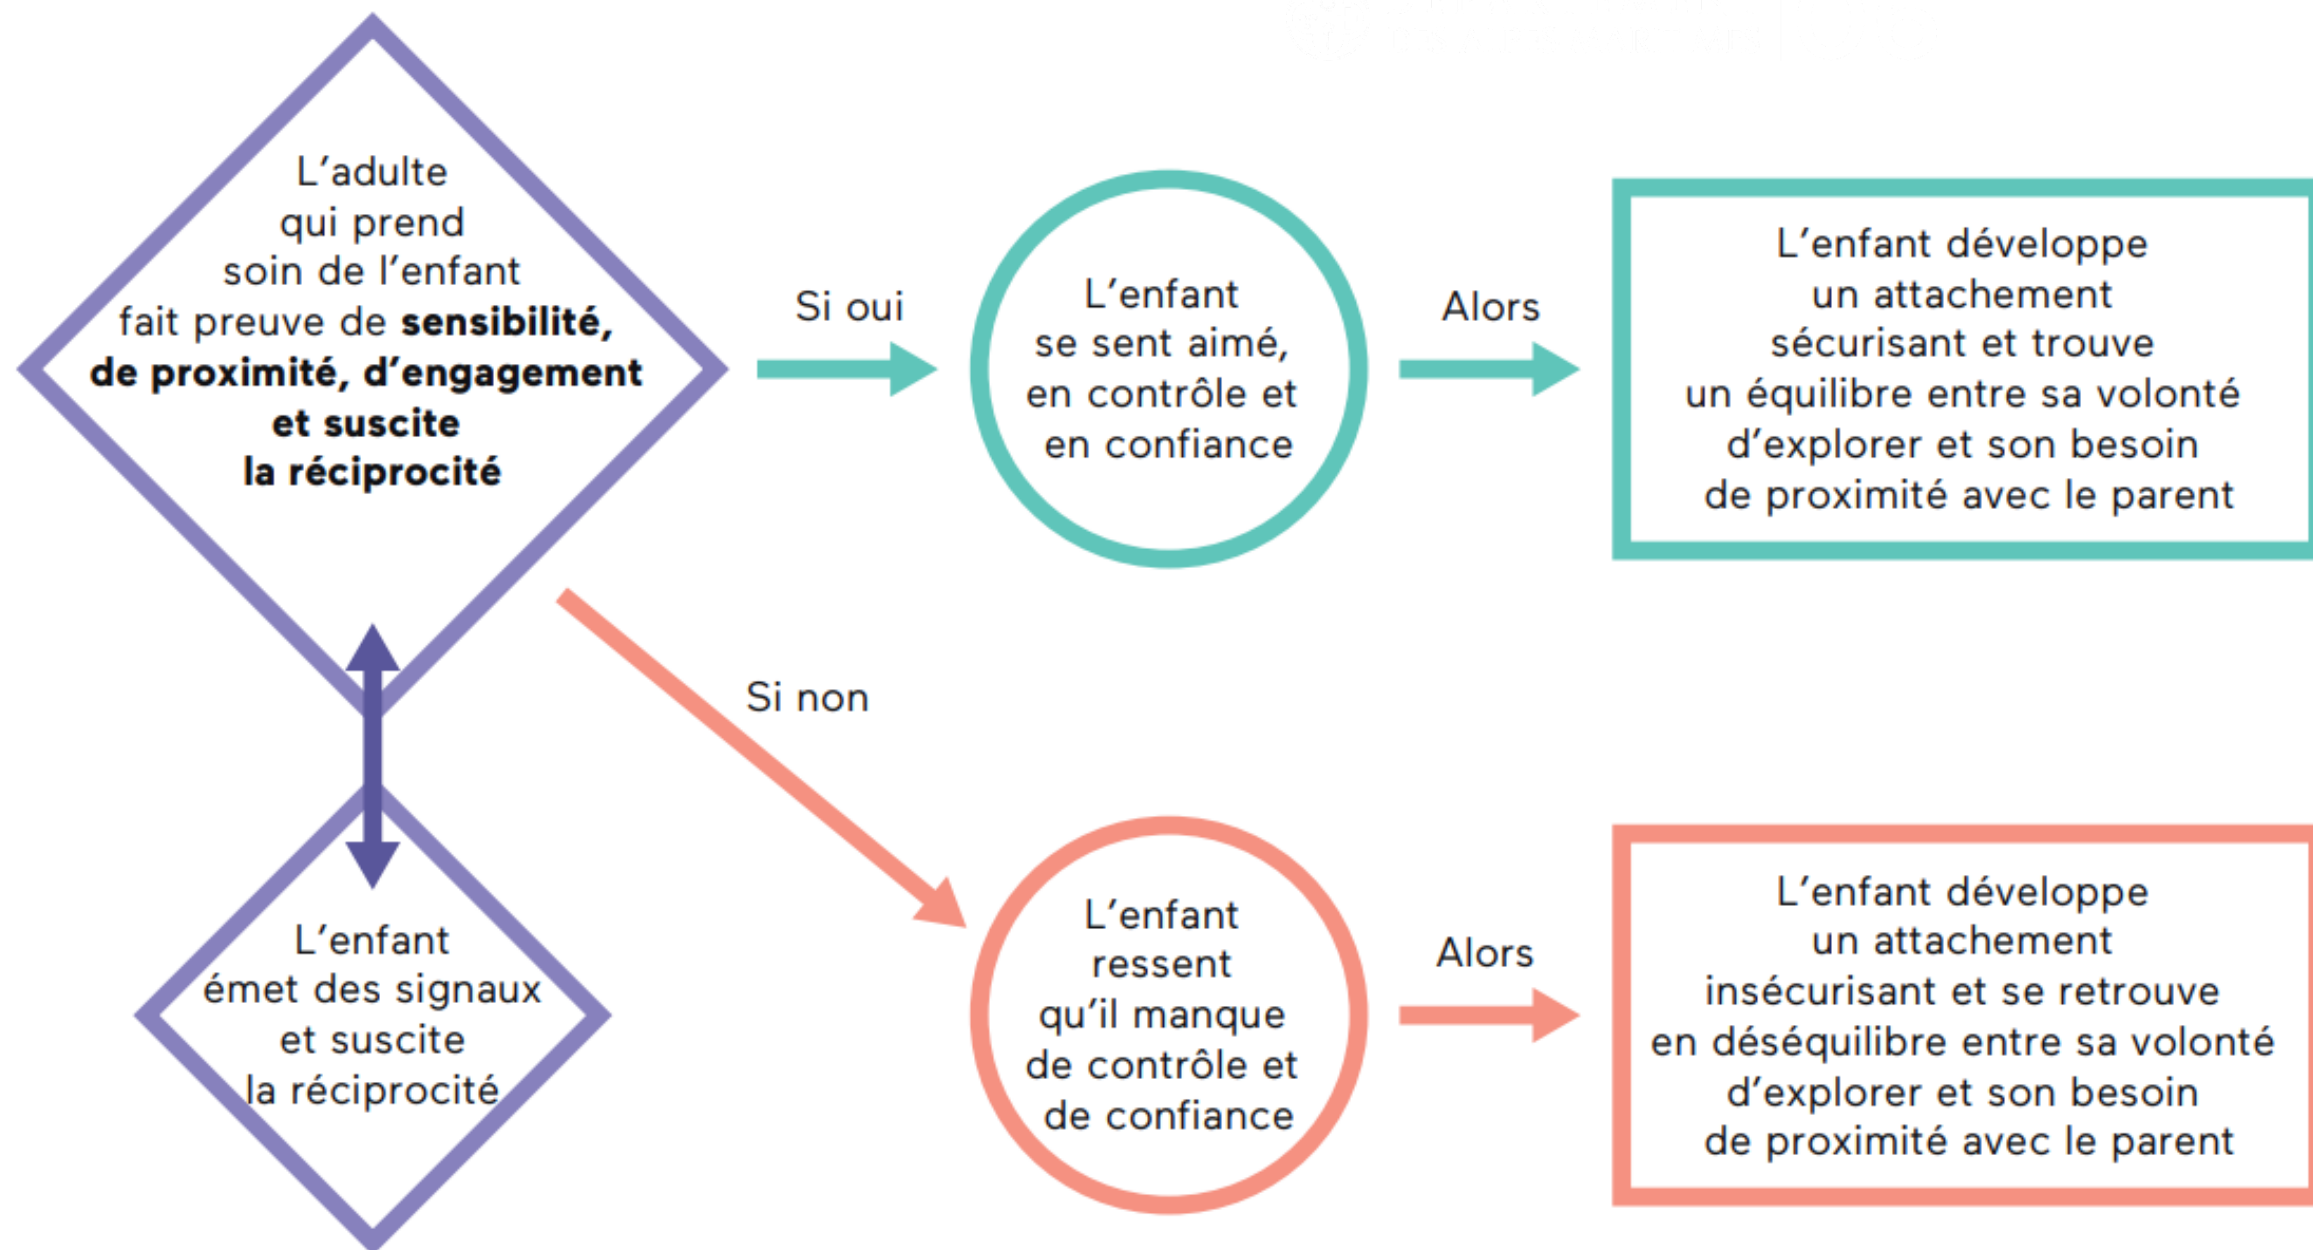 L’adulte
qui prend
soin de l’enfant
fait preuve de sensibilité,
de proximité, d’engagement
et suscite
la réciprocité
Si oui
L’enfant
se sent aimé,
en contrôle et
en confiance
Alors
L’enfant développe
un attachement
sécurisant et trouve
un équilibre entre sa volonté
d’explorer et son besoin
de proximité avec le parent
Si non
L’enfant
émet des signaux
et suscite
la réciprocité
L’enfant
ressent
qu’il manque
de contrôle et
de confiance
Alors
L’enfant développe
un attachement
insécurisant et se retrouve
en déséquilibre entre sa volonté
d’explorer et son besoin
de proximité avec le parent